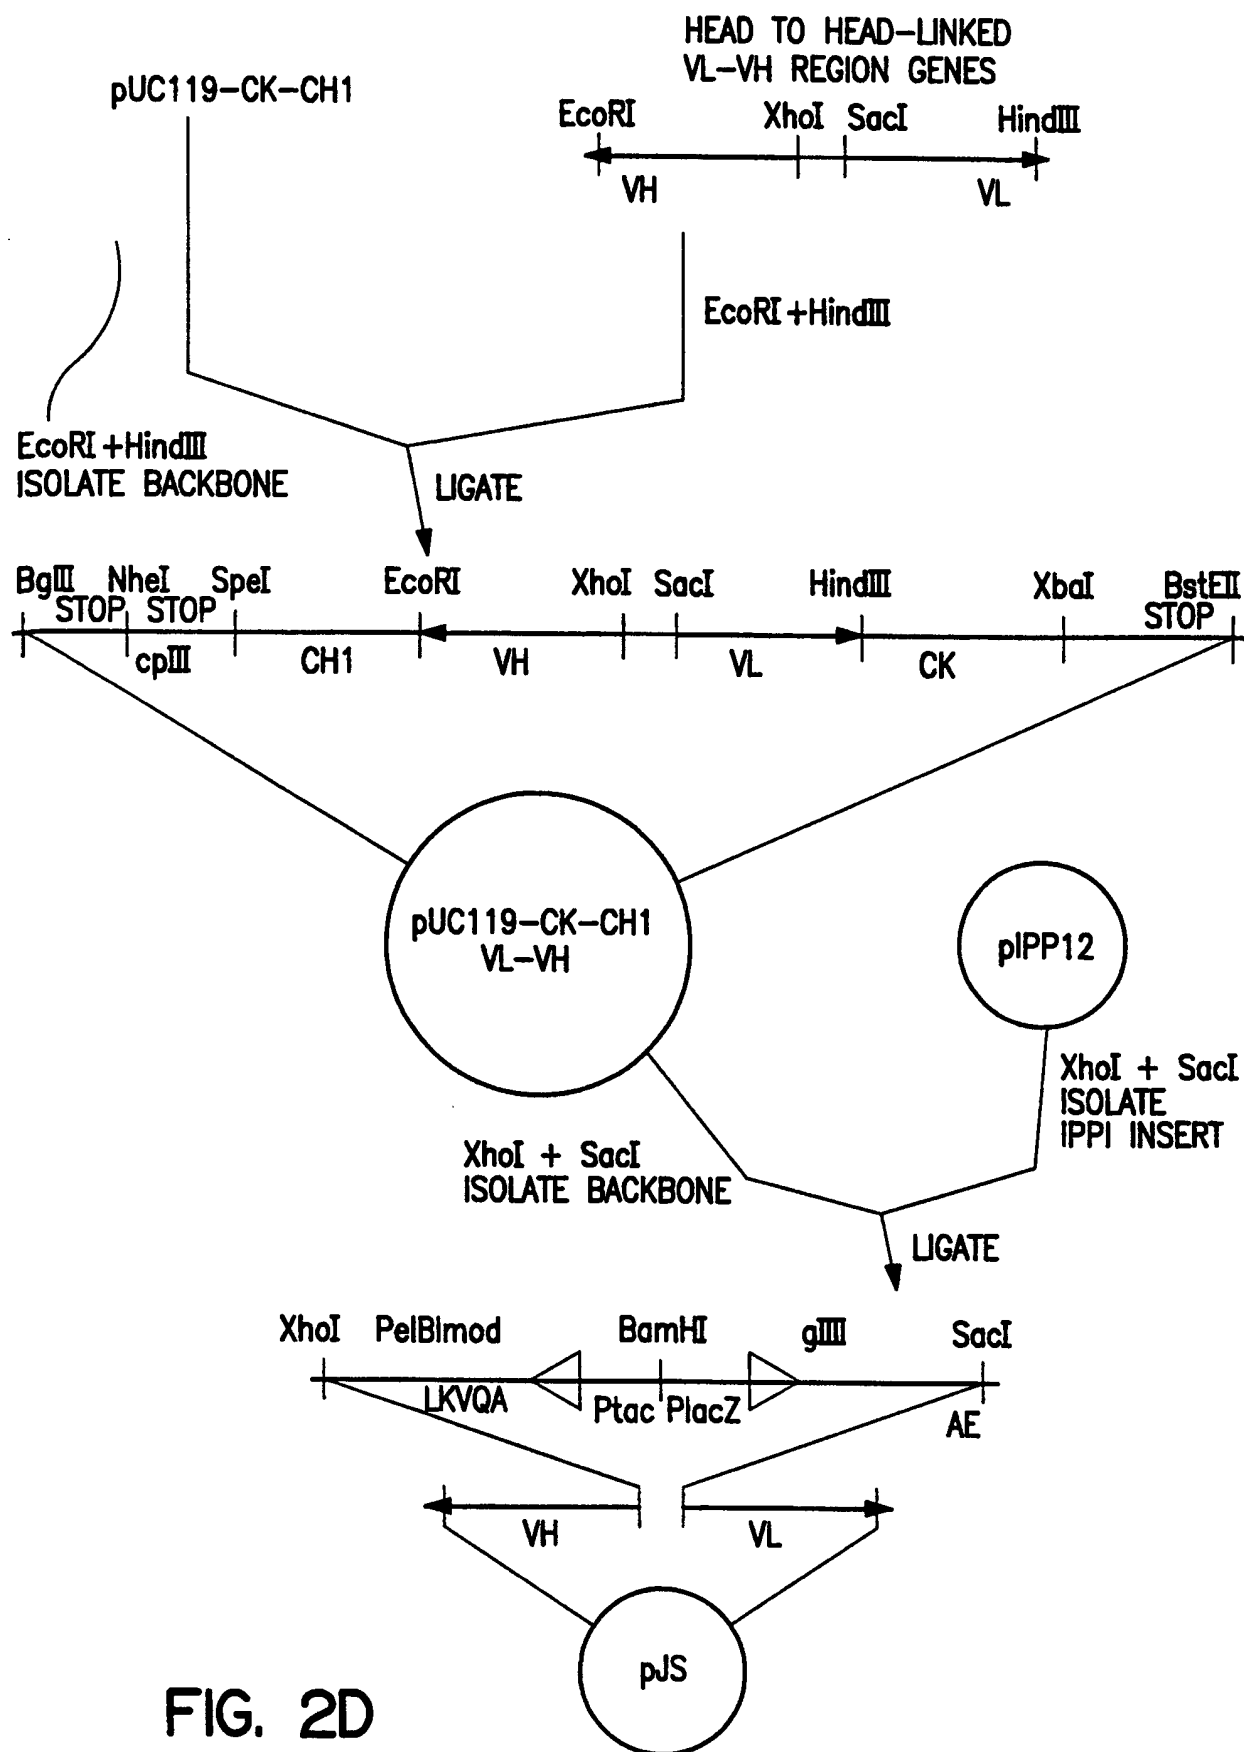 HEAD TO HEAD-LINKED
VL-VH REGION GENES
pUC119-CK-CH1
EcoRI XhoI SacI HindIII
VH VL
EcoRI+HindIII
EcoRI+HindIII
ISOLATE BACKBONE
LIGATE
BglII NheI SpeI EcoRI XhoI SacI HindIII XbaI BstEII
STOP STOP STOP
cpIII CH1 VH VL CK
pUC119-CK-CH1
VL-VH
pIPP12
XhoI + SacI
ISOLATE
IPPI INSERT
XhoI + SacI
ISOLATE BACKBONE
LIGATE
XhoI PelBlmod BamHI gIIII SacI
LKVQA Ptac PlacZ AE
VH VL
pJS
FIG. 2D